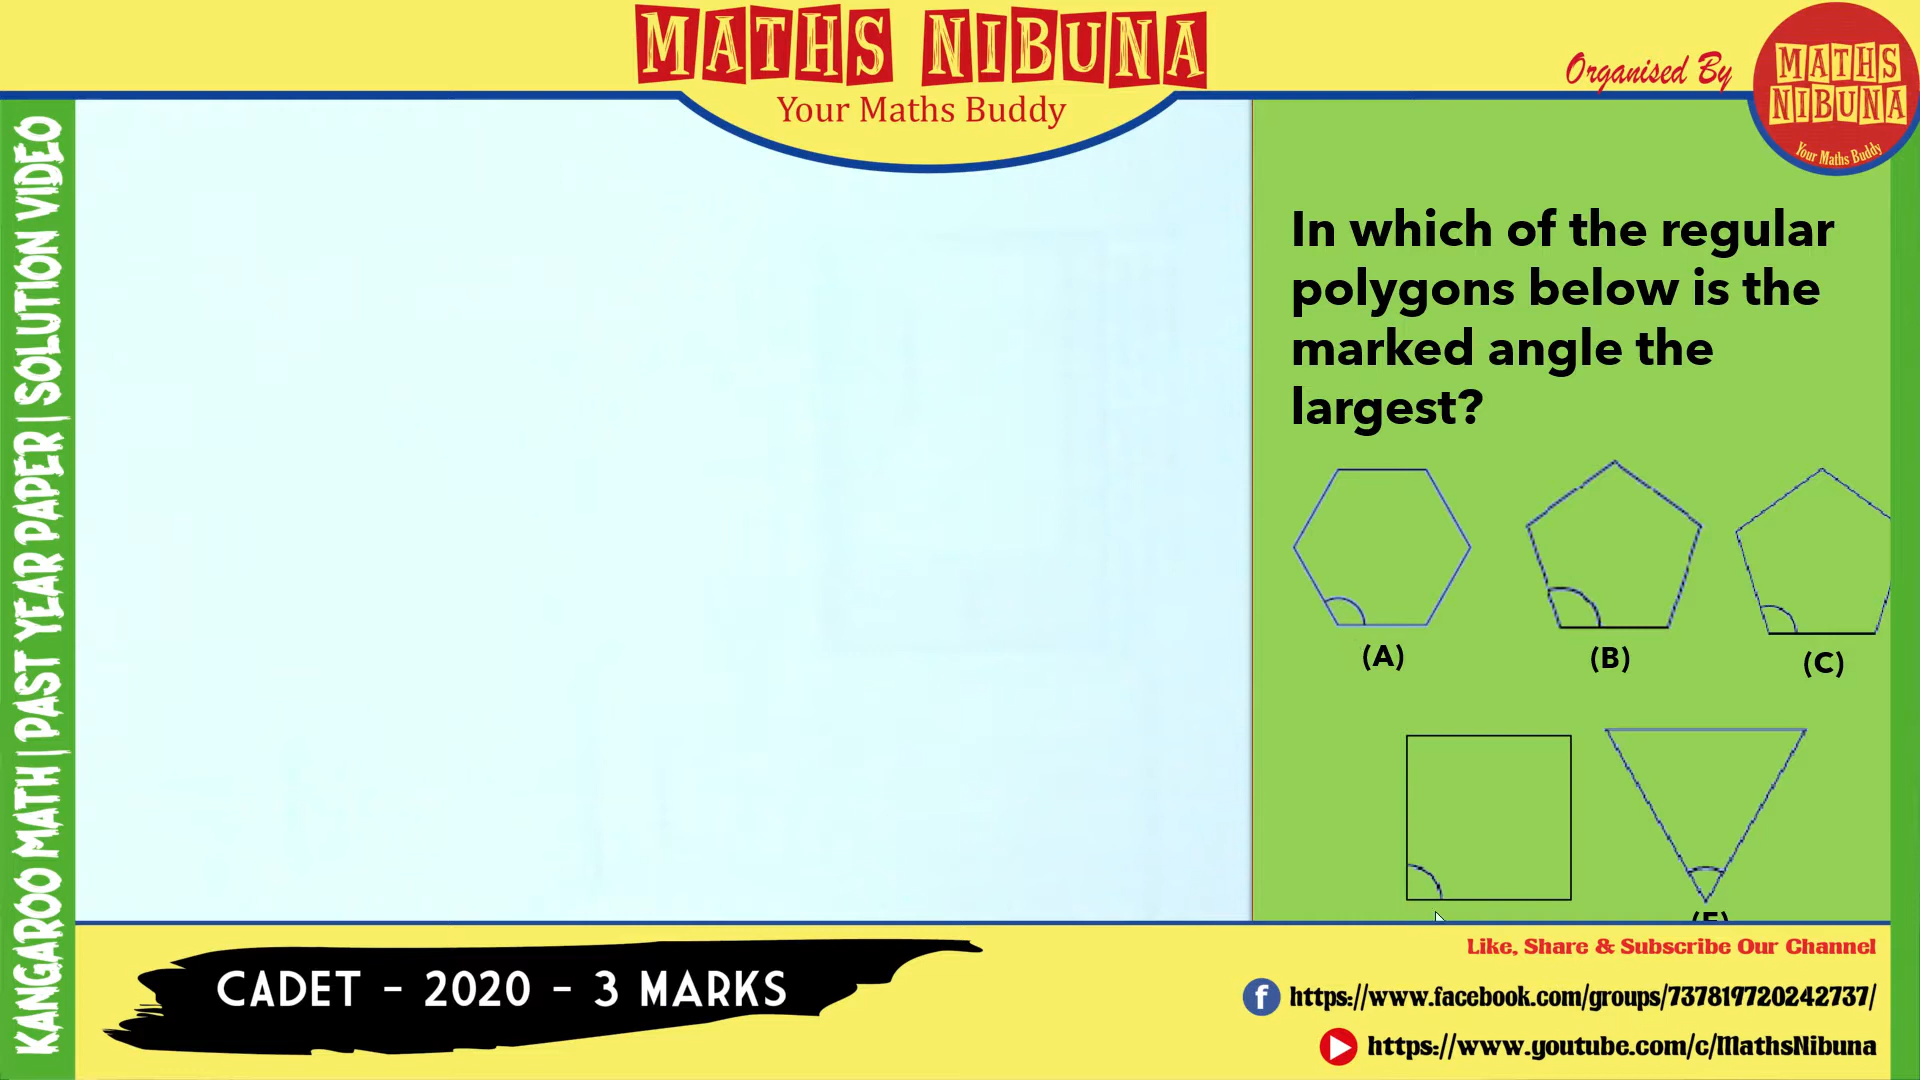 MATHS NIBUNA
Your Maths Buddy
Organised By
MATHS
NIBUNA
Your Maths Buddy
KANGAROO MATH | PAST YEAR PAPER | SOLUTION VIDEO
In which of the regular
polygons below is the
marked angle the
largest?
(A)
(B)
(C)
(E)
CADET - 2020 - 3 MARKS
Like, Share & Subscribe Our Channel
f https://www.facebook.com/groups/737819720242737/
https://www.youtube.com/c/MathsNibuna